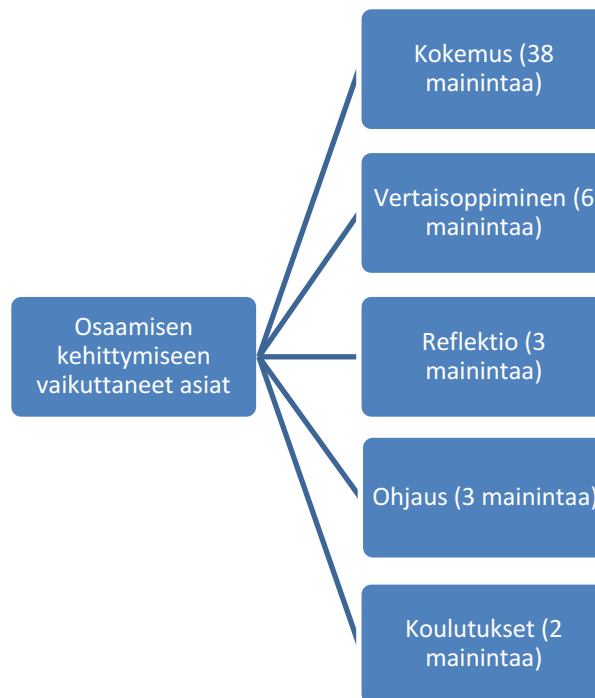 Kokemus (38
mainintaa)
Vertaisoppiminen (6
mainintaa)
Osaamisen
kehittymiseen
vaikuttaneet asiat
Reflektio (3
mainintaa)
Ohjaus (3 mainintaa)
Koulutukset (2
mainintaa)